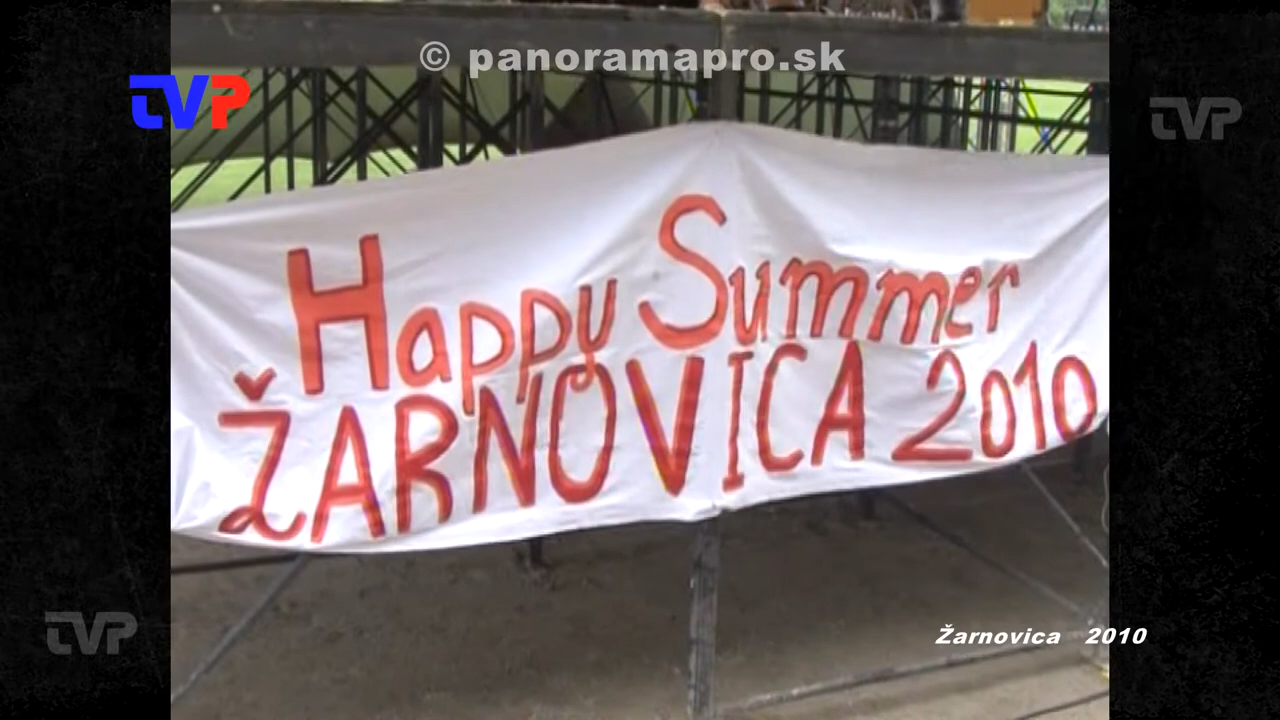 © panoramapro.sk
TVP
TVP
Happy Summer
ŽARNOVICA 2010
TVP
Žarnovica 2010